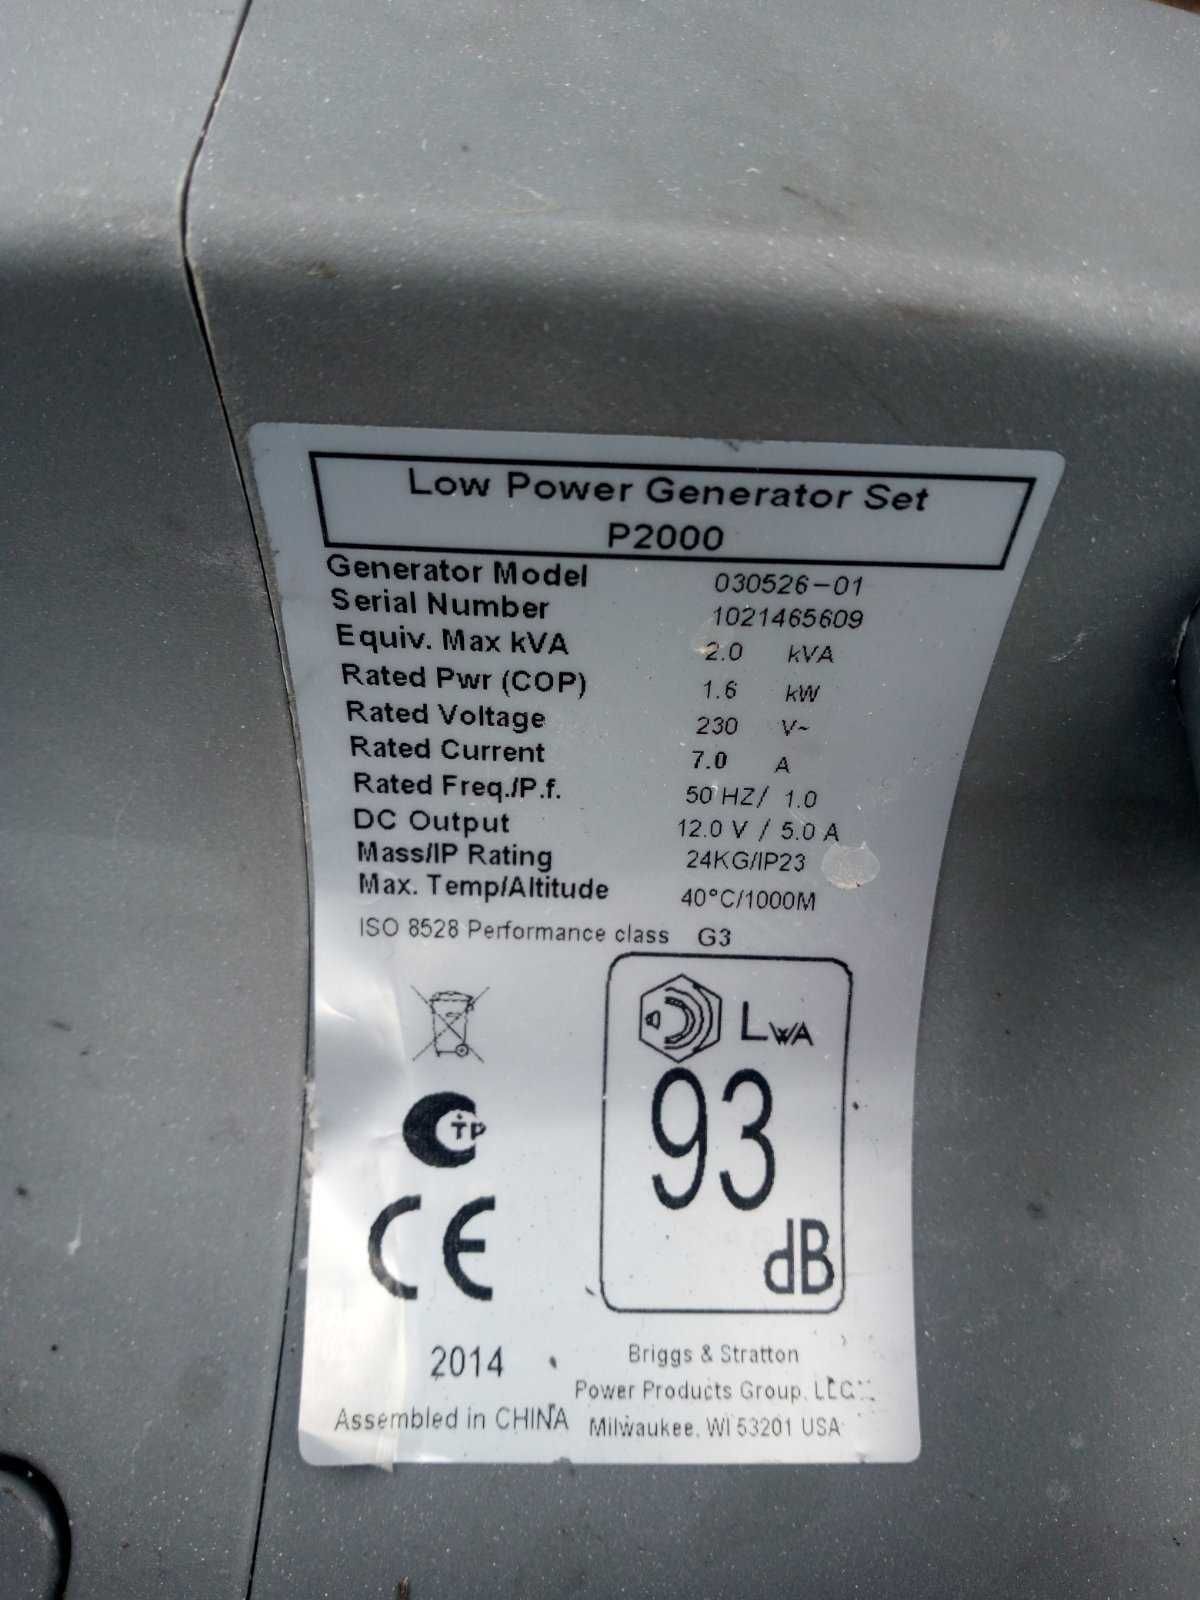 Low Power Generator Set
P2000
Generator Model 030526-01
Serial Number 1021465609
Equiv. Max kVA 2.0 kVA
Rated Pwr (COP) 1.6 kW
Rated Voltage 230 V~
Rated Current 7.0 A
Rated Freq./P.f. 50 HZ/ 1.0
DC Output 12.0 V / 5.0 A
Mass/IP Rating 24KG/IP23
Max. Temp/Altitude 40°C/1000M
ISO 8528 Performance class G3
LWA
93
dB
CE
2014
Assembled in CHINA
Briggs & Stratton
Power Products Group, LLC
Milwaukee, WI 53201 USA